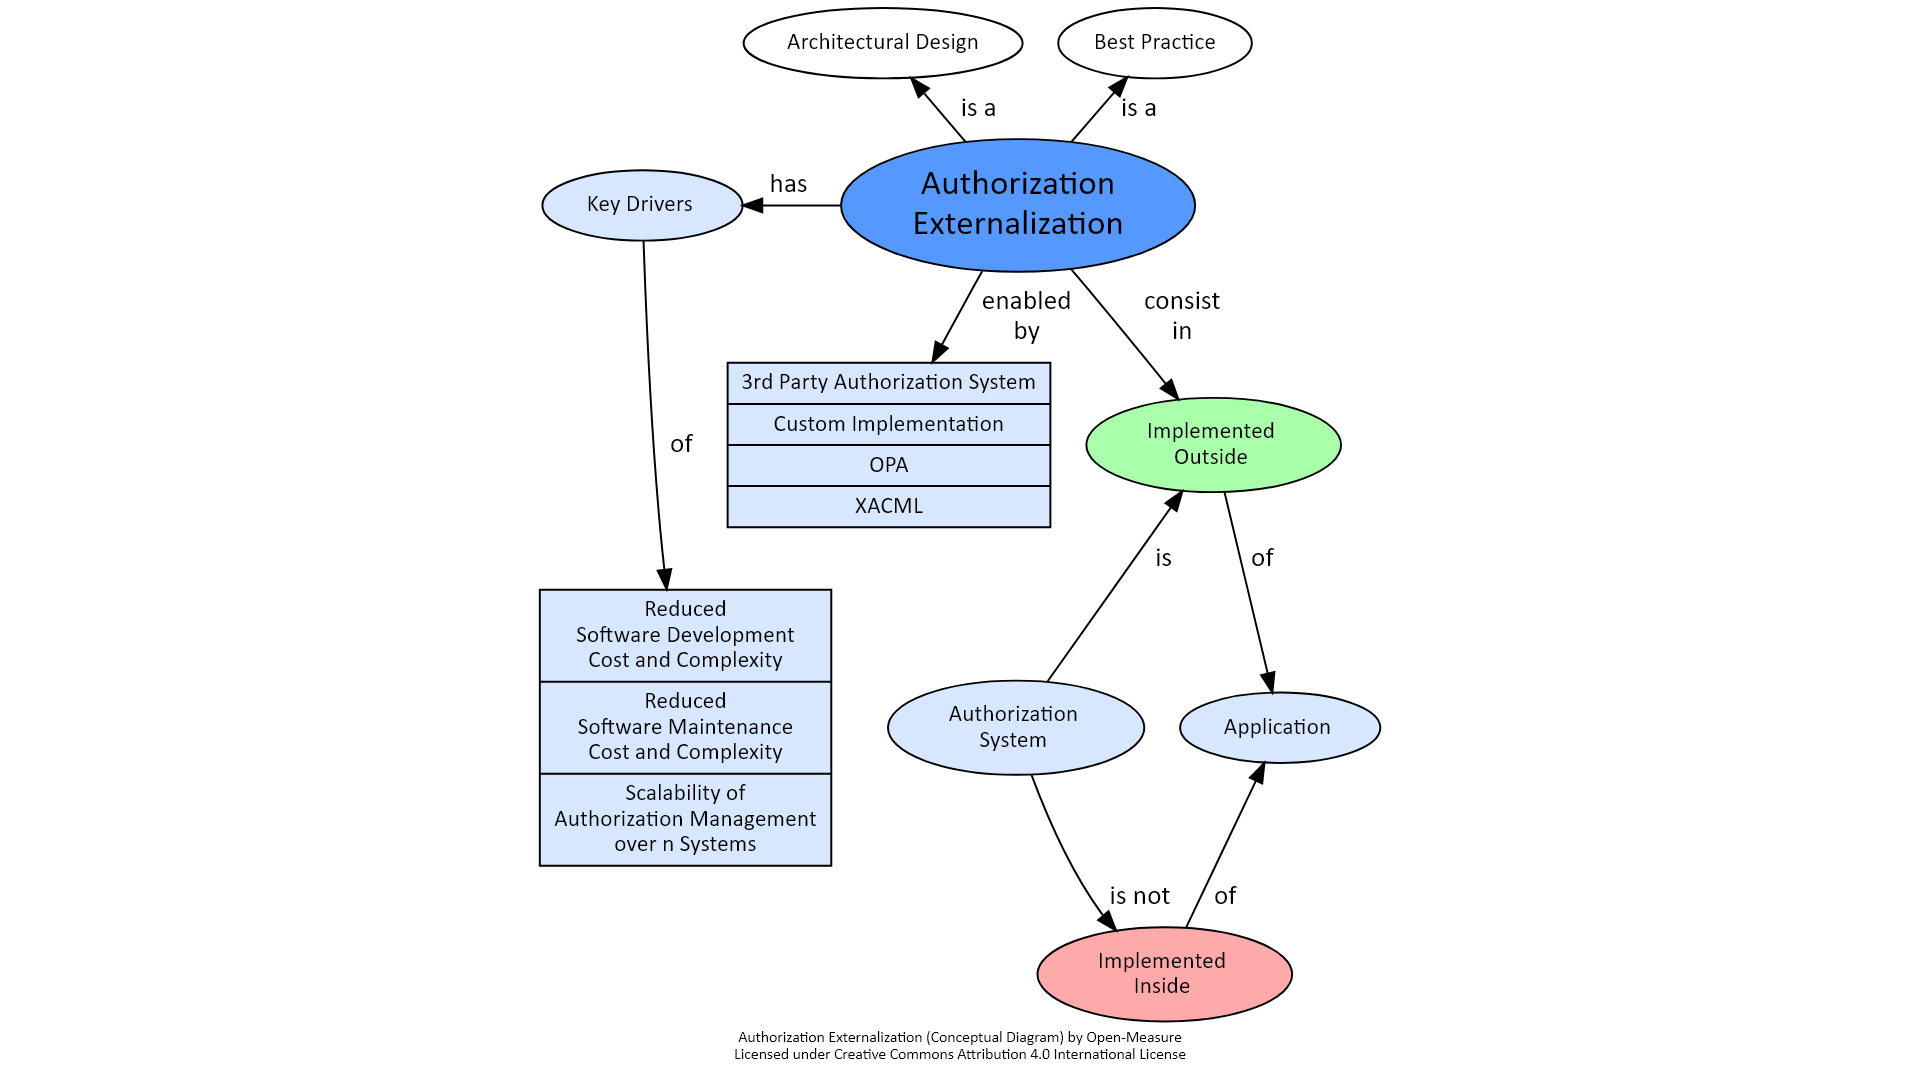 Architectural Design
Best Practice
is a
is a
Authorization
Externalization
has
Key Drivers
enabled
by
consist
in
3rd Party Authorization System
Custom Implementation
OPA
XACML
Implemented
Outside
of
is
of
Reduced
Software Development
Cost and Complexity
Reduced
Software Maintenance
Cost and Complexity
Scalability of
Authorization Management
over n Systems
Authorization
System
Application
is not
of
Implemented
Inside
Authorization Externalization (Conceptual Diagram) by Open-Measure
Licensed under Creative Commons Attribution 4.0 International License